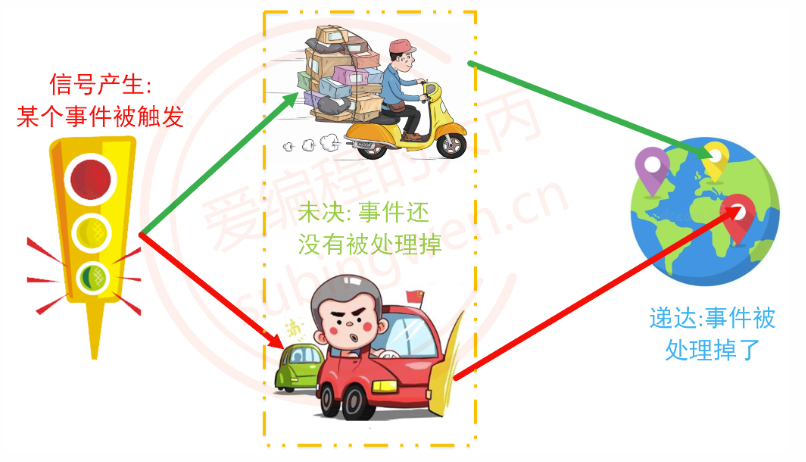 信号产生:
某个事件被触发
未决: 事件还
没有被处理掉
递达:事件被
处理掉了
爱编程的大丙
subingwen.cn